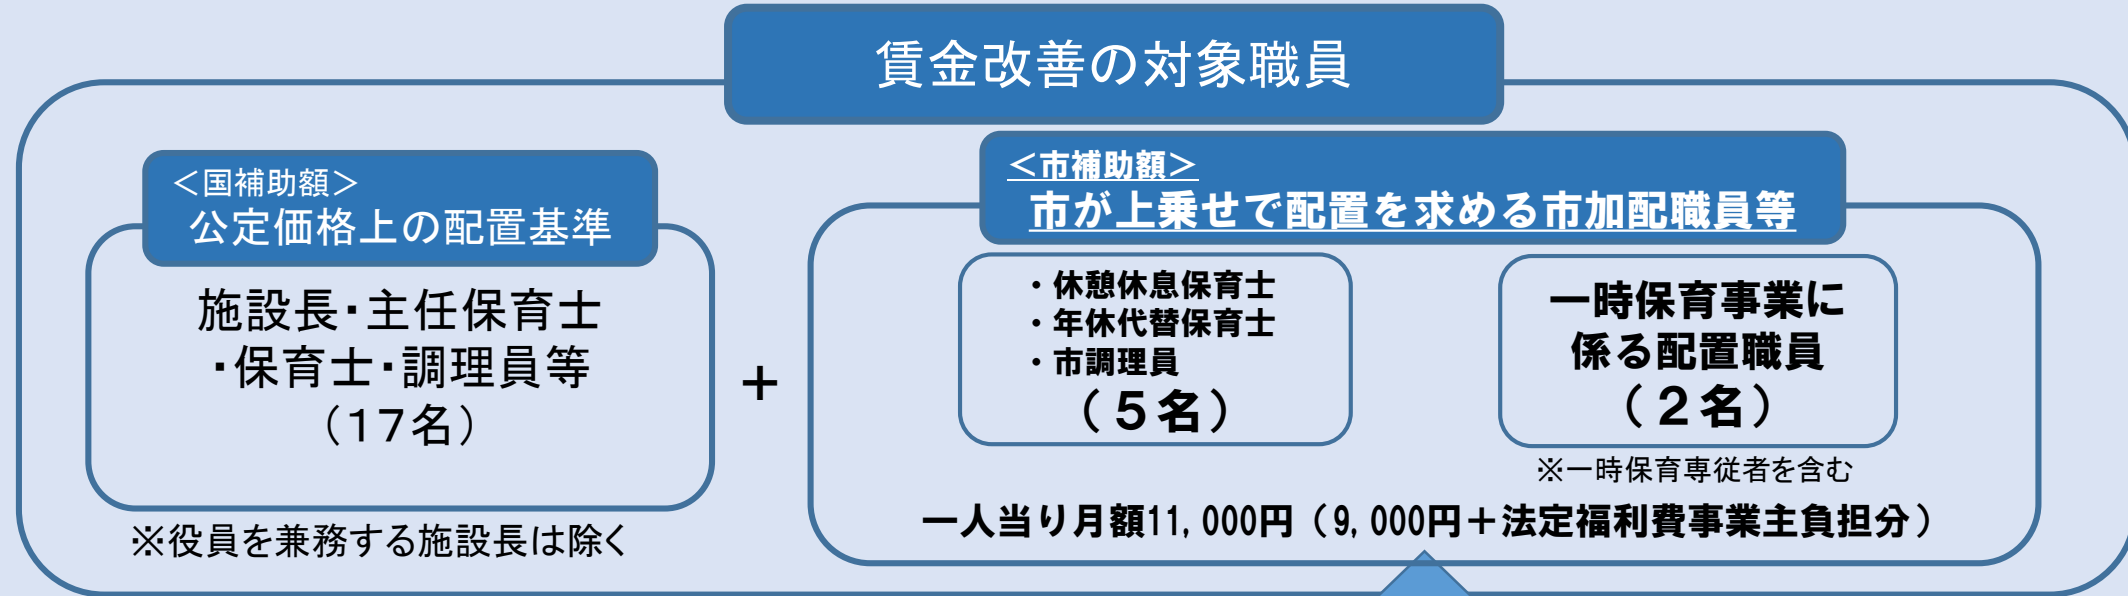 賃金改善の対象職員
＜国補助額＞
公定価格上の配置基準
施設長・主任保育士
・保育士・調理員等
（17名）
※役員を兼務する施設長は除く
＋
＜市補助額＞
市が上乗せで配置を求める市加配職員等
・休憩休息保育士
・年休代替保育士
・市調理員
（５名）
一時保育事業に
係る配置職員
（２名）
※一時保育専従者を含む
一人当り月額11,000円（9,000円＋法定福利費事業主負担分）